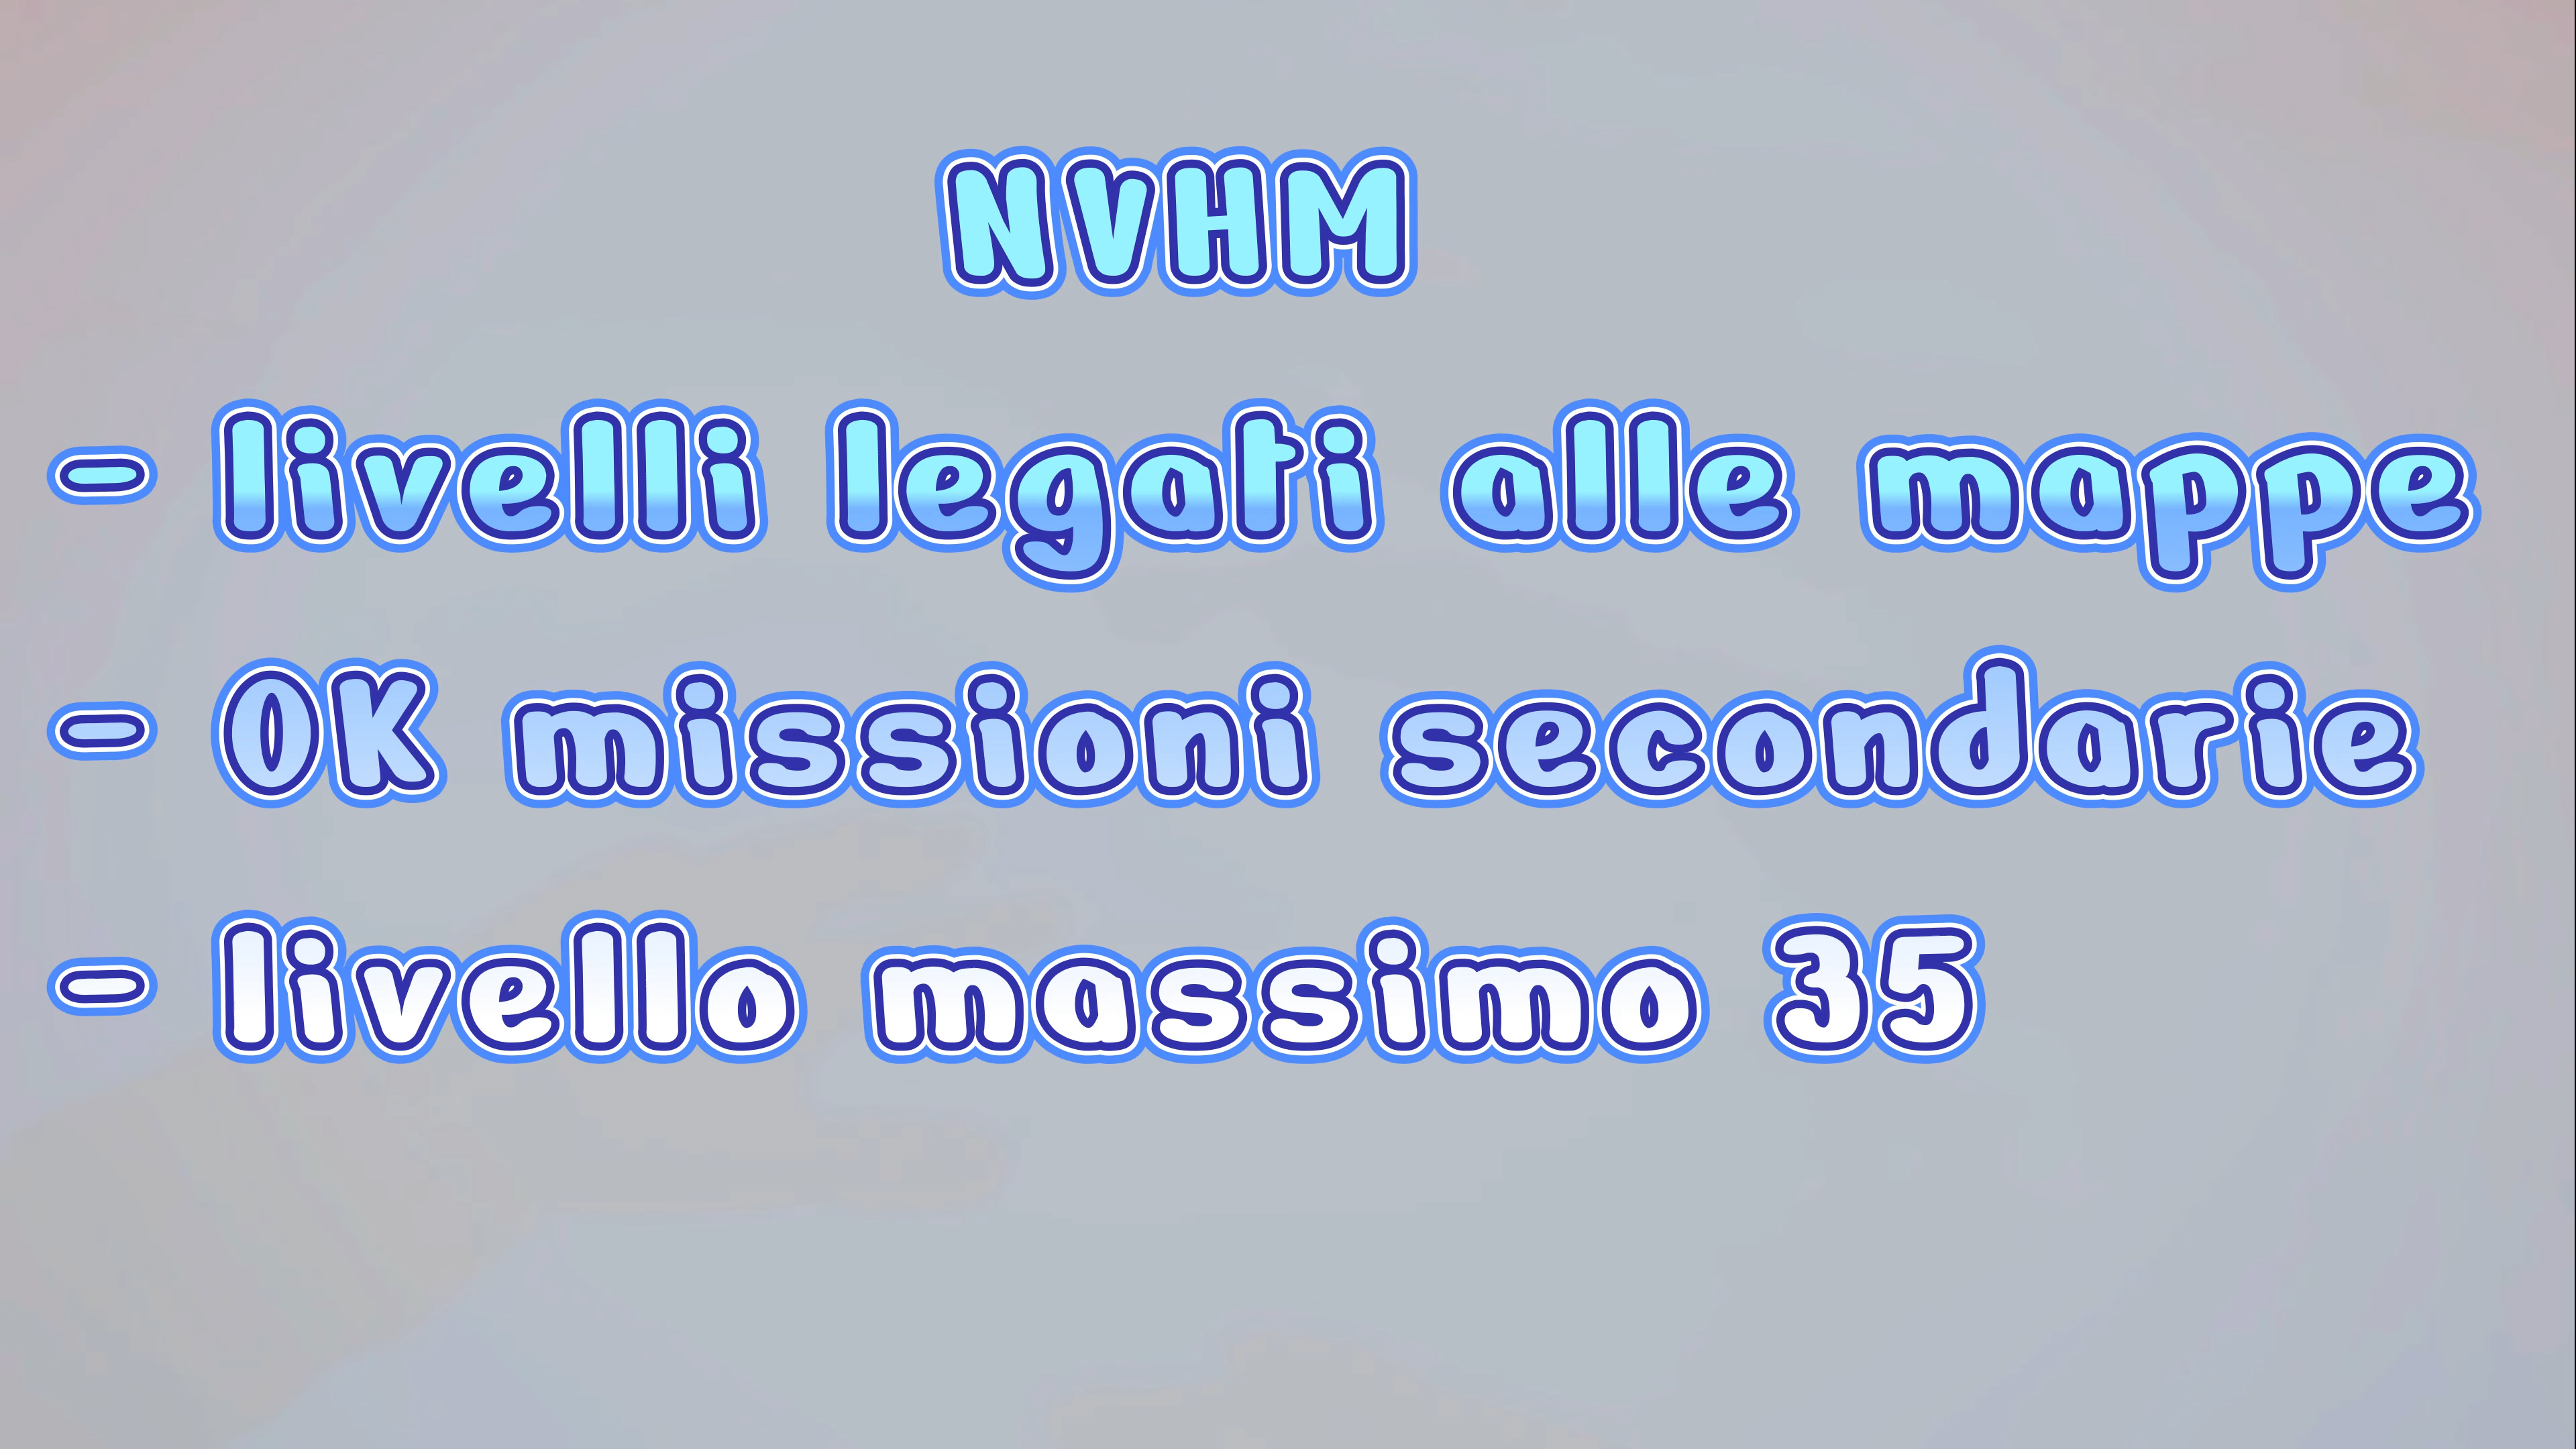 NVHM
- livelli legati alle mappe
- OK missioni secondarie
- livello massimo 35